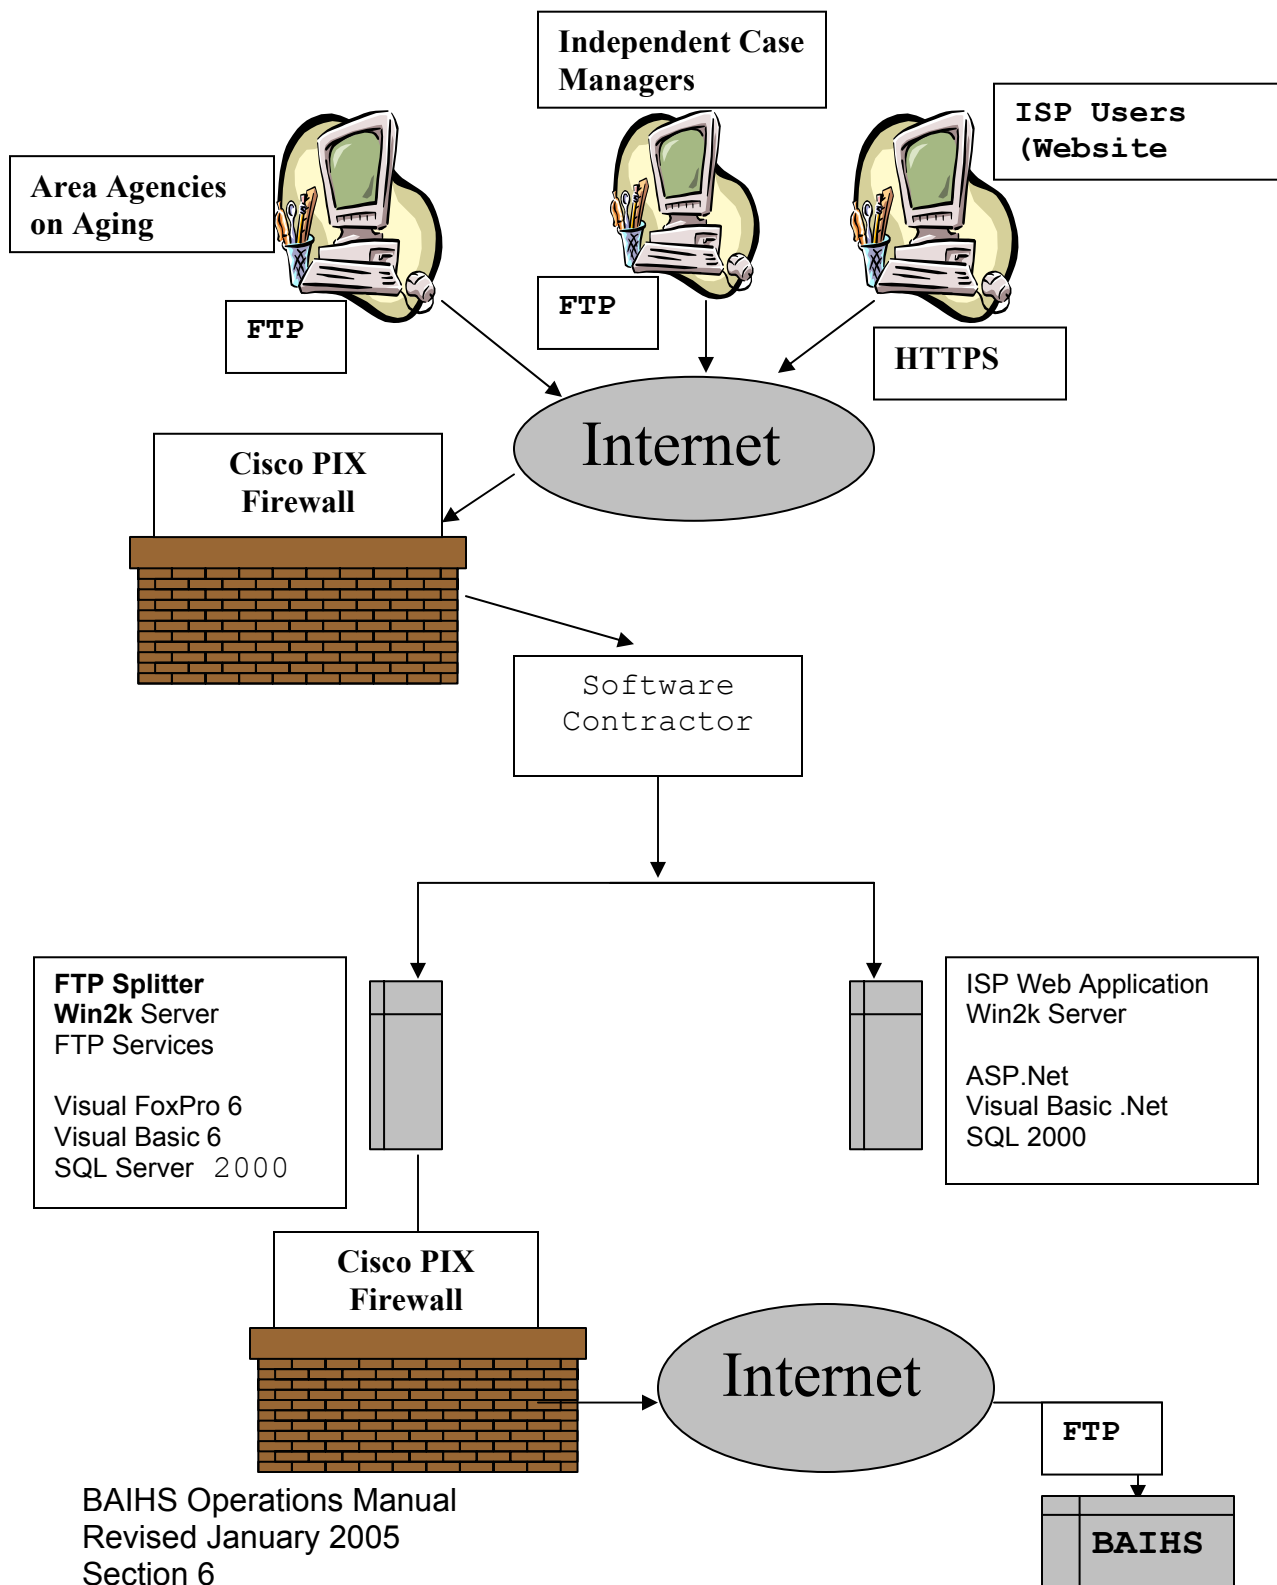 Independent Case
Managers
ISP Users
(Website
Area Agencies
on Aging
FTP
FTP
HTTPS
Internet
Cisco PIX
Firewall
Software
Contractor
FTP Splitter
Win2k Server
FTP Services
Visual FoxPro 6
Visual Basic 6
SQL Server 2000
ISP Web Application
Win2k Server
ASP.Net
Visual Basic .Net
SQL 2000
Cisco PIX
Firewall
Internet
FTP
BAIHS
BAIHS Operations Manual
Revised January 2005
Section 6